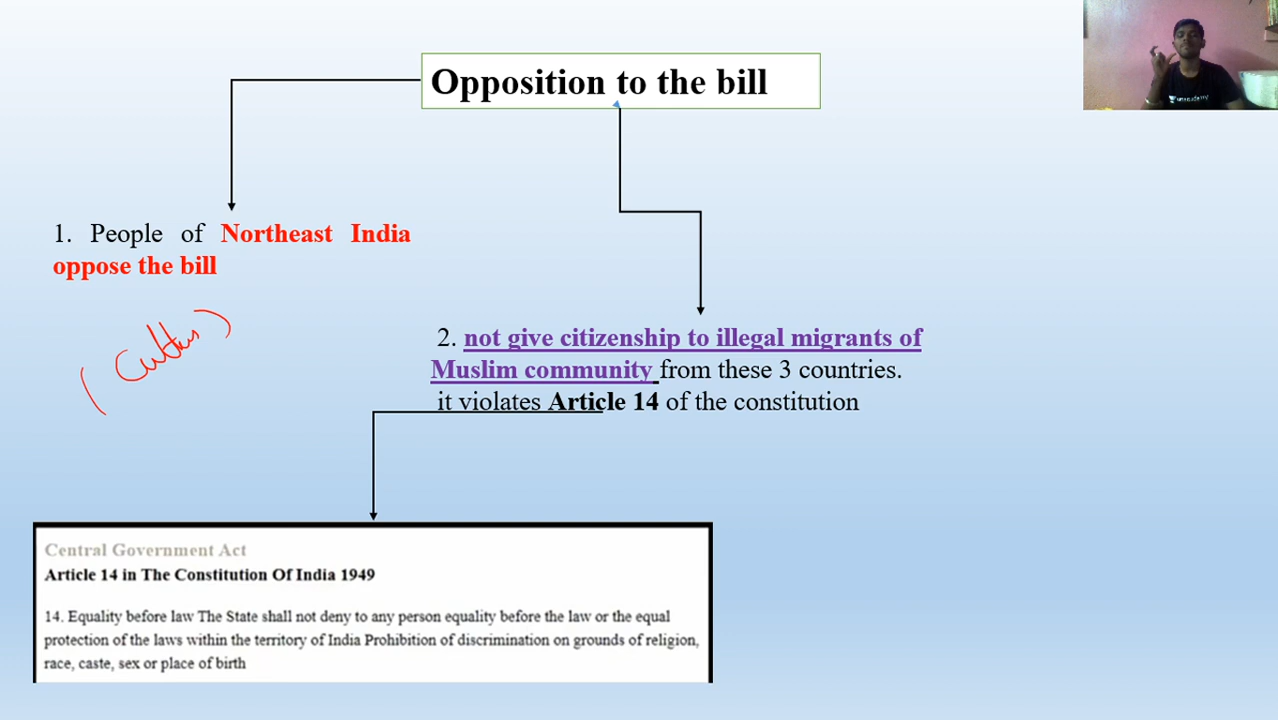 Opposition to the bill
1. People of Northeast India
oppose the bill
2. not give citizenship to illegal migrants of
Muslim community from these 3 countries.
it violates Article 14 of the constitution
Central Government Act
Article 14 in The Constitution Of India 1949
14. Equality before law The State shall not deny to any person equality before the law or the equal
protection of the laws within the territory of India Prohibition of discrimination on grounds of religion,
race, caste, sex or place of birth